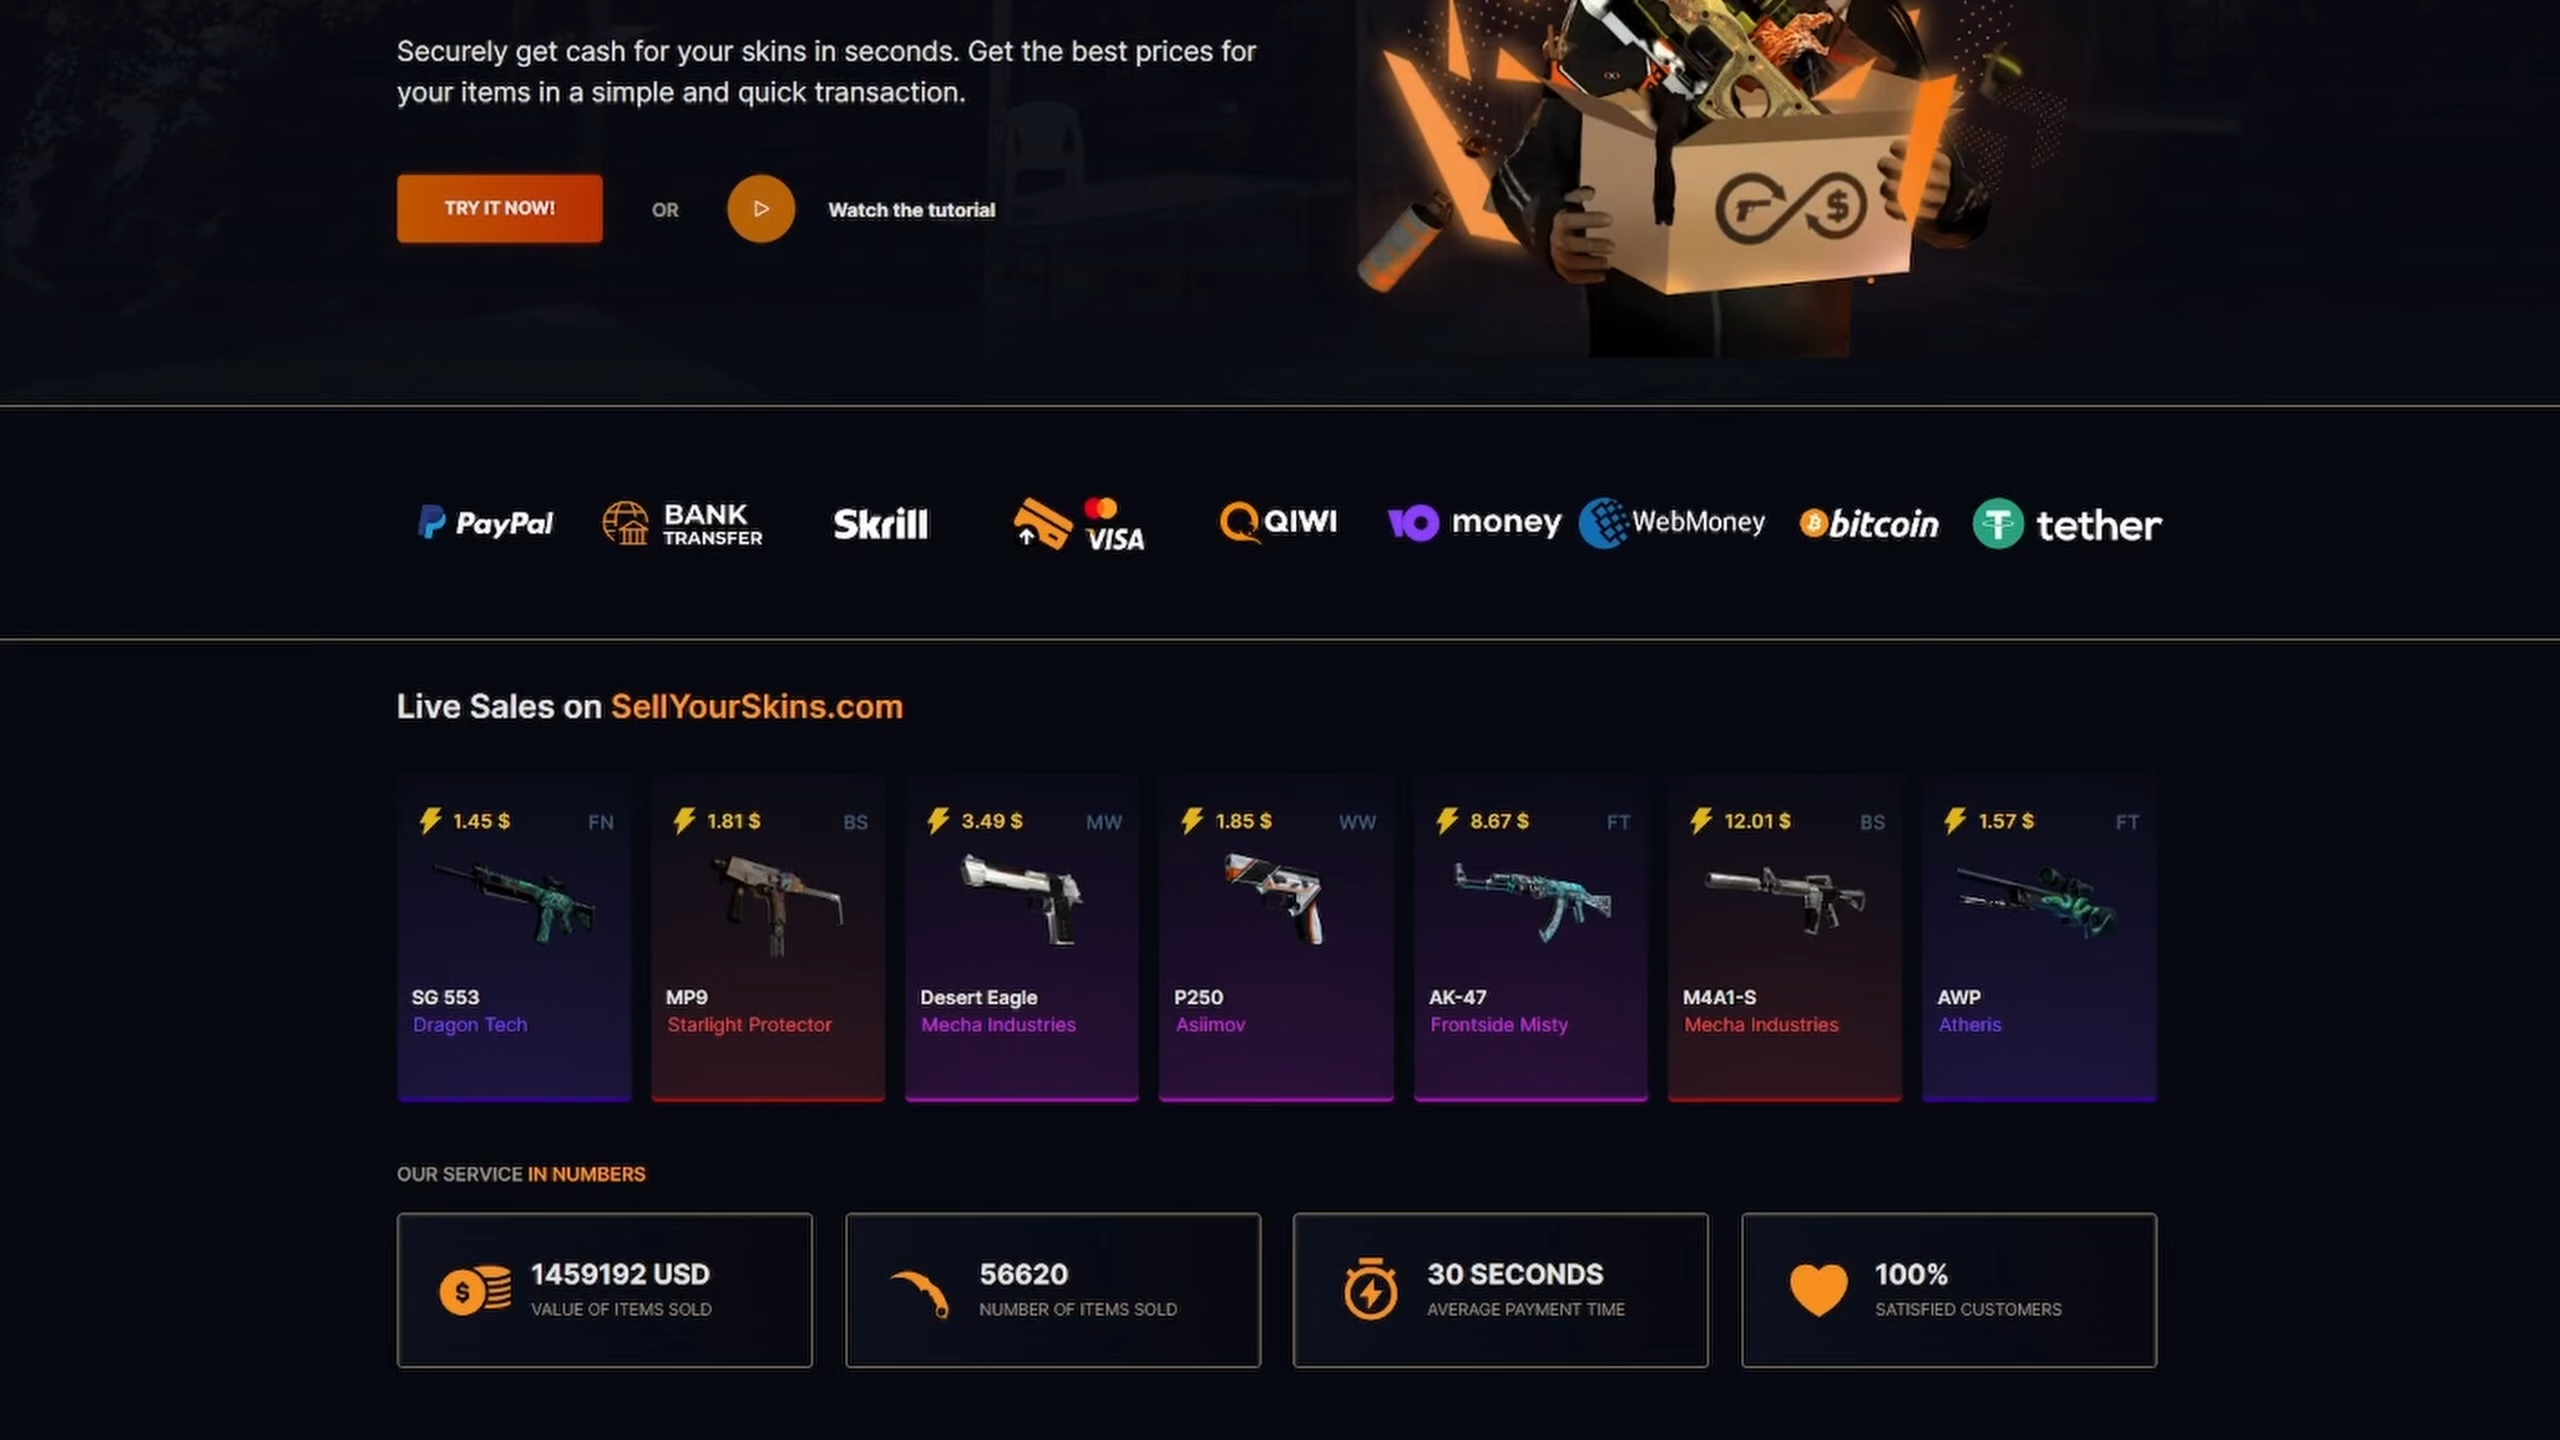 Securely get cash for your skins in seconds. Get the best prices for
your items in a simple and quick transaction.
TRY IT NOW!
OR
Watch the tutorial
PayPal
BANK
TRANSFER
Skrill
VISA
QIWI
money
WebMoney
bitcoin
tether
Live Sales on SellYourSkins.com
1.45 $ FN
SG 553
Dragon Tech
1.81 $ BS
MP9
Starlight Protector
3.49 $ MW
Desert Eagle
Mecha Industries
1.85 $ WW
P250
Asiimov
8.67 $ FT
AK-47
Frontside Misty
12.01 $ BS
M4A1-S
Mecha Industries
1.57 $ FT
AWP
Atheris
OUR SERVICE IN NUMBERS
1459192 USD
VALUE OF ITEMS SOLD
56620
NUMBER OF ITEMS SOLD
30 SECONDS
AVERAGE PAYMENT TIME
100%
SATISFIED CUSTOMERS